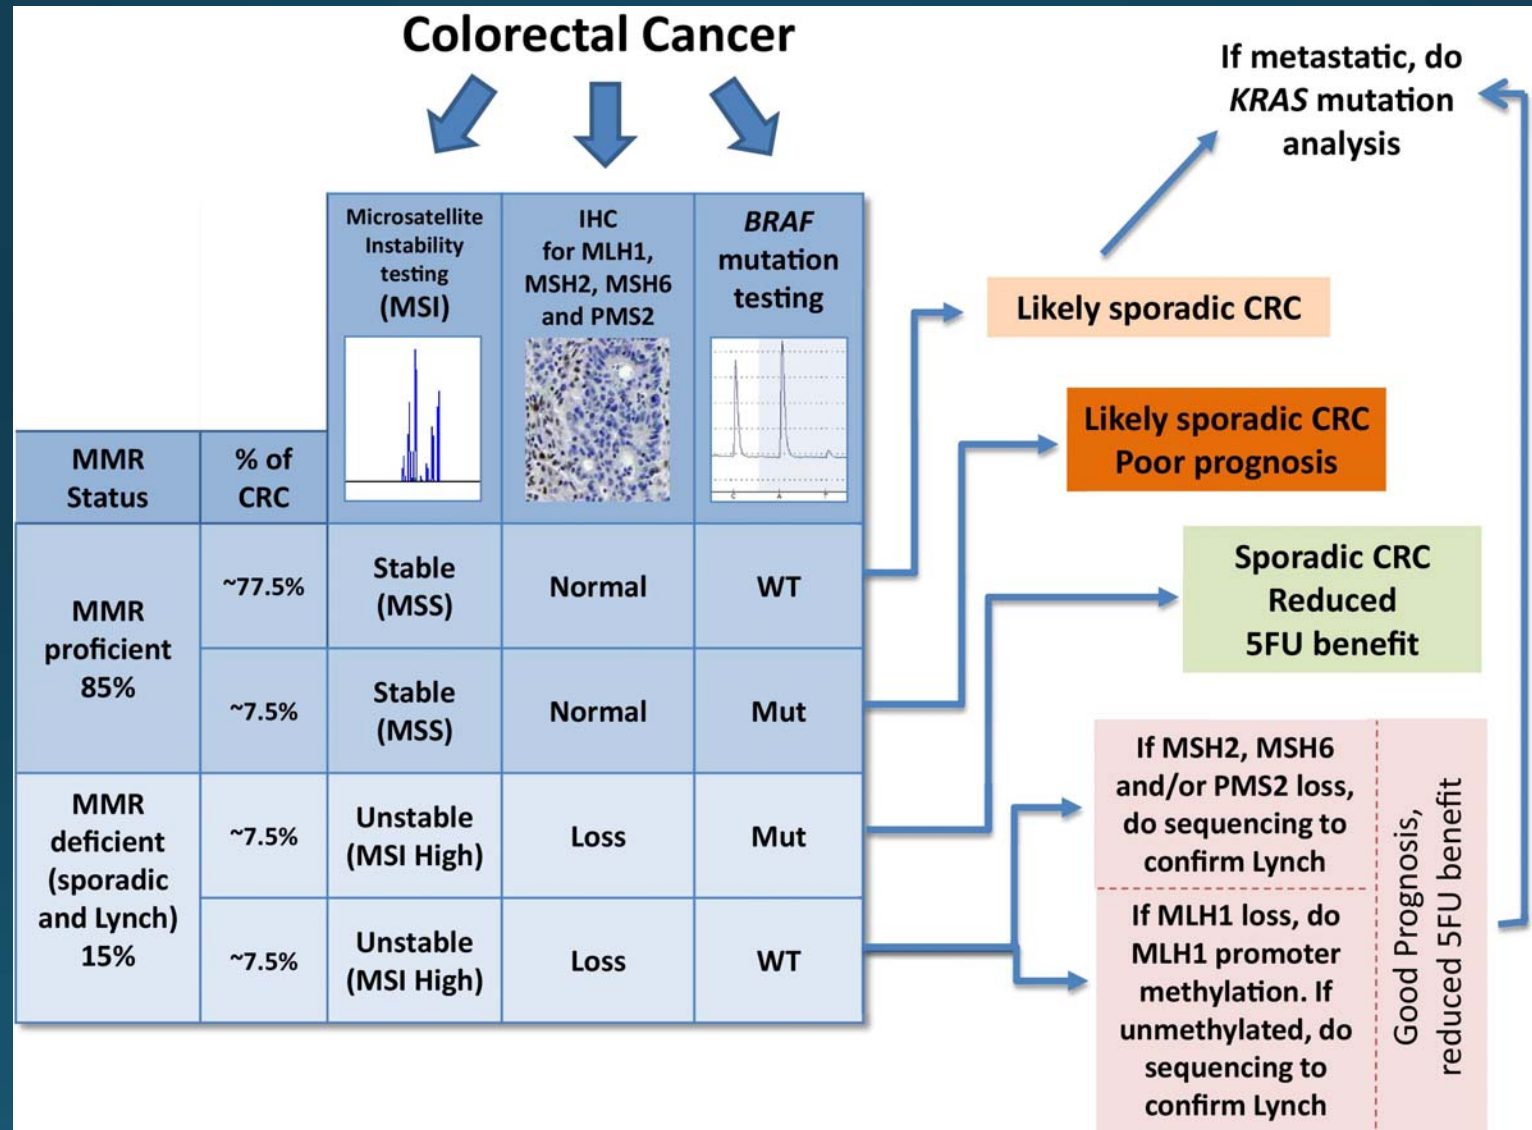 Colorectal Cancer
If metastatic, do
KRAS mutation
analysis
Microsatellite
Instability
testing
(MSI)
IHC
for MLH1,
MSH2, MSH6
and PMS2
BRAF
mutation
testing
C
A
T
MMR
Status
% of
CRC
MMR
proficient
85%
~77.5%
Stable
(MSS)
Normal
WT
~7.5%
Stable
(MSS)
Normal
Mut
MMR
deficient
(sporadic
and Lynch)
15%
~7.5%
Unstable
(MSI High)
Loss
Mut
~7.5%
Unstable
(MSI High)
Loss
WT
Likely sporadic CRC
Likely sporadic CRC
Poor prognosis
Sporadic CRC
Reduced
5FU benefit
If MSH2, MSH6
and/or PMS2 loss,
do sequencing to
confirm Lynch
If MLH1 loss, do
MLH1 promoter
methylation. If
unmethylated, do
sequencing to
confirm Lynch
Good Prognosis,
reduced 5FU benefit